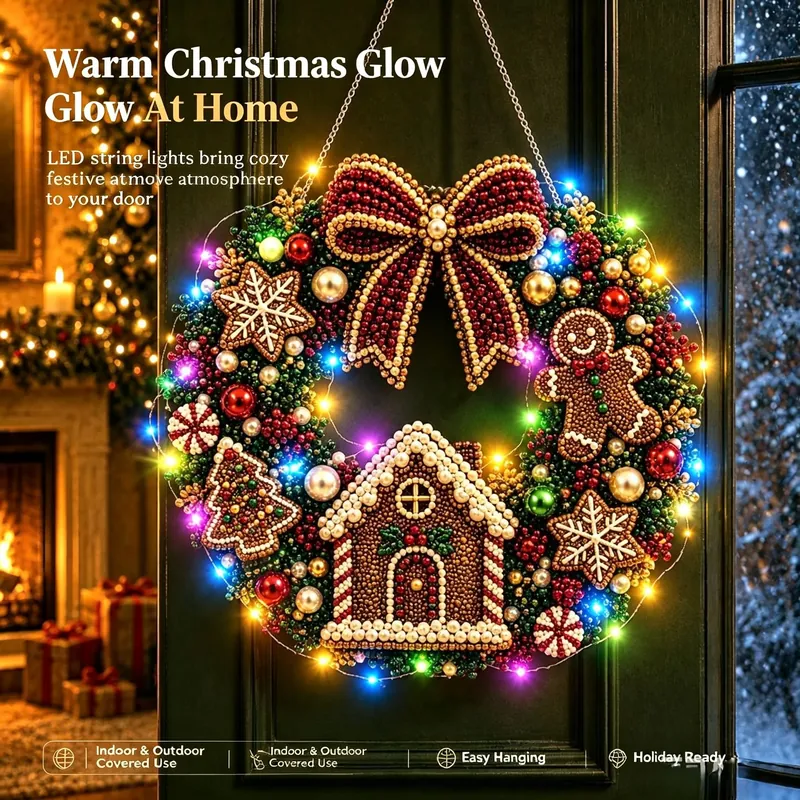 Warm Christmas Glow
Glow At Home
LED string lights bring cozy
festive atmove atmosphere
to your door
Indoor & Outdoor
Covered Use
Indoor & Outdoor
Covered Use
Easy Hanging
Holiday Ready